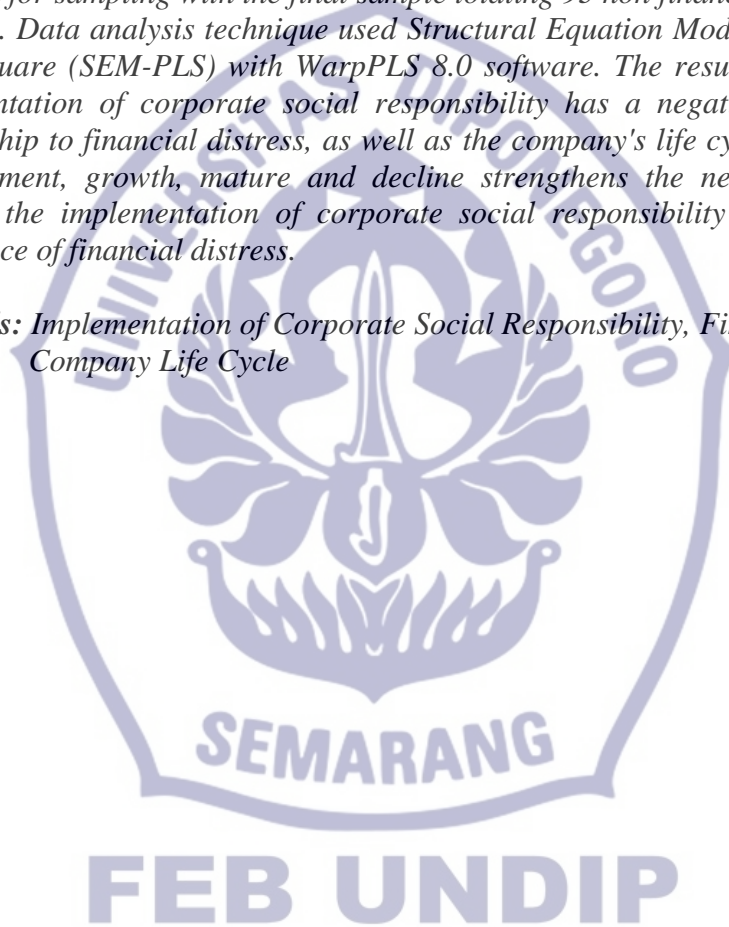 for sampling with the final sample totaling 95 non financ
. Data analysis technique used Structural Equation Mod
uare (SEM-PLS) with WarpPLS 8.0 software. The resu
ntation of corporate social responsibility has a negat
hip to financial distress, as well as the company's life cy
ment, growth, mature and decline strengthens the ne
the implementation of corporate social responsibility
ce of financial distress.
s: Implementation of Corporate Social Responsibility, Fi
Company Life Cycle
UNIVERSITAS DIPONEGORO
SEMARANG
FEB UNDIP